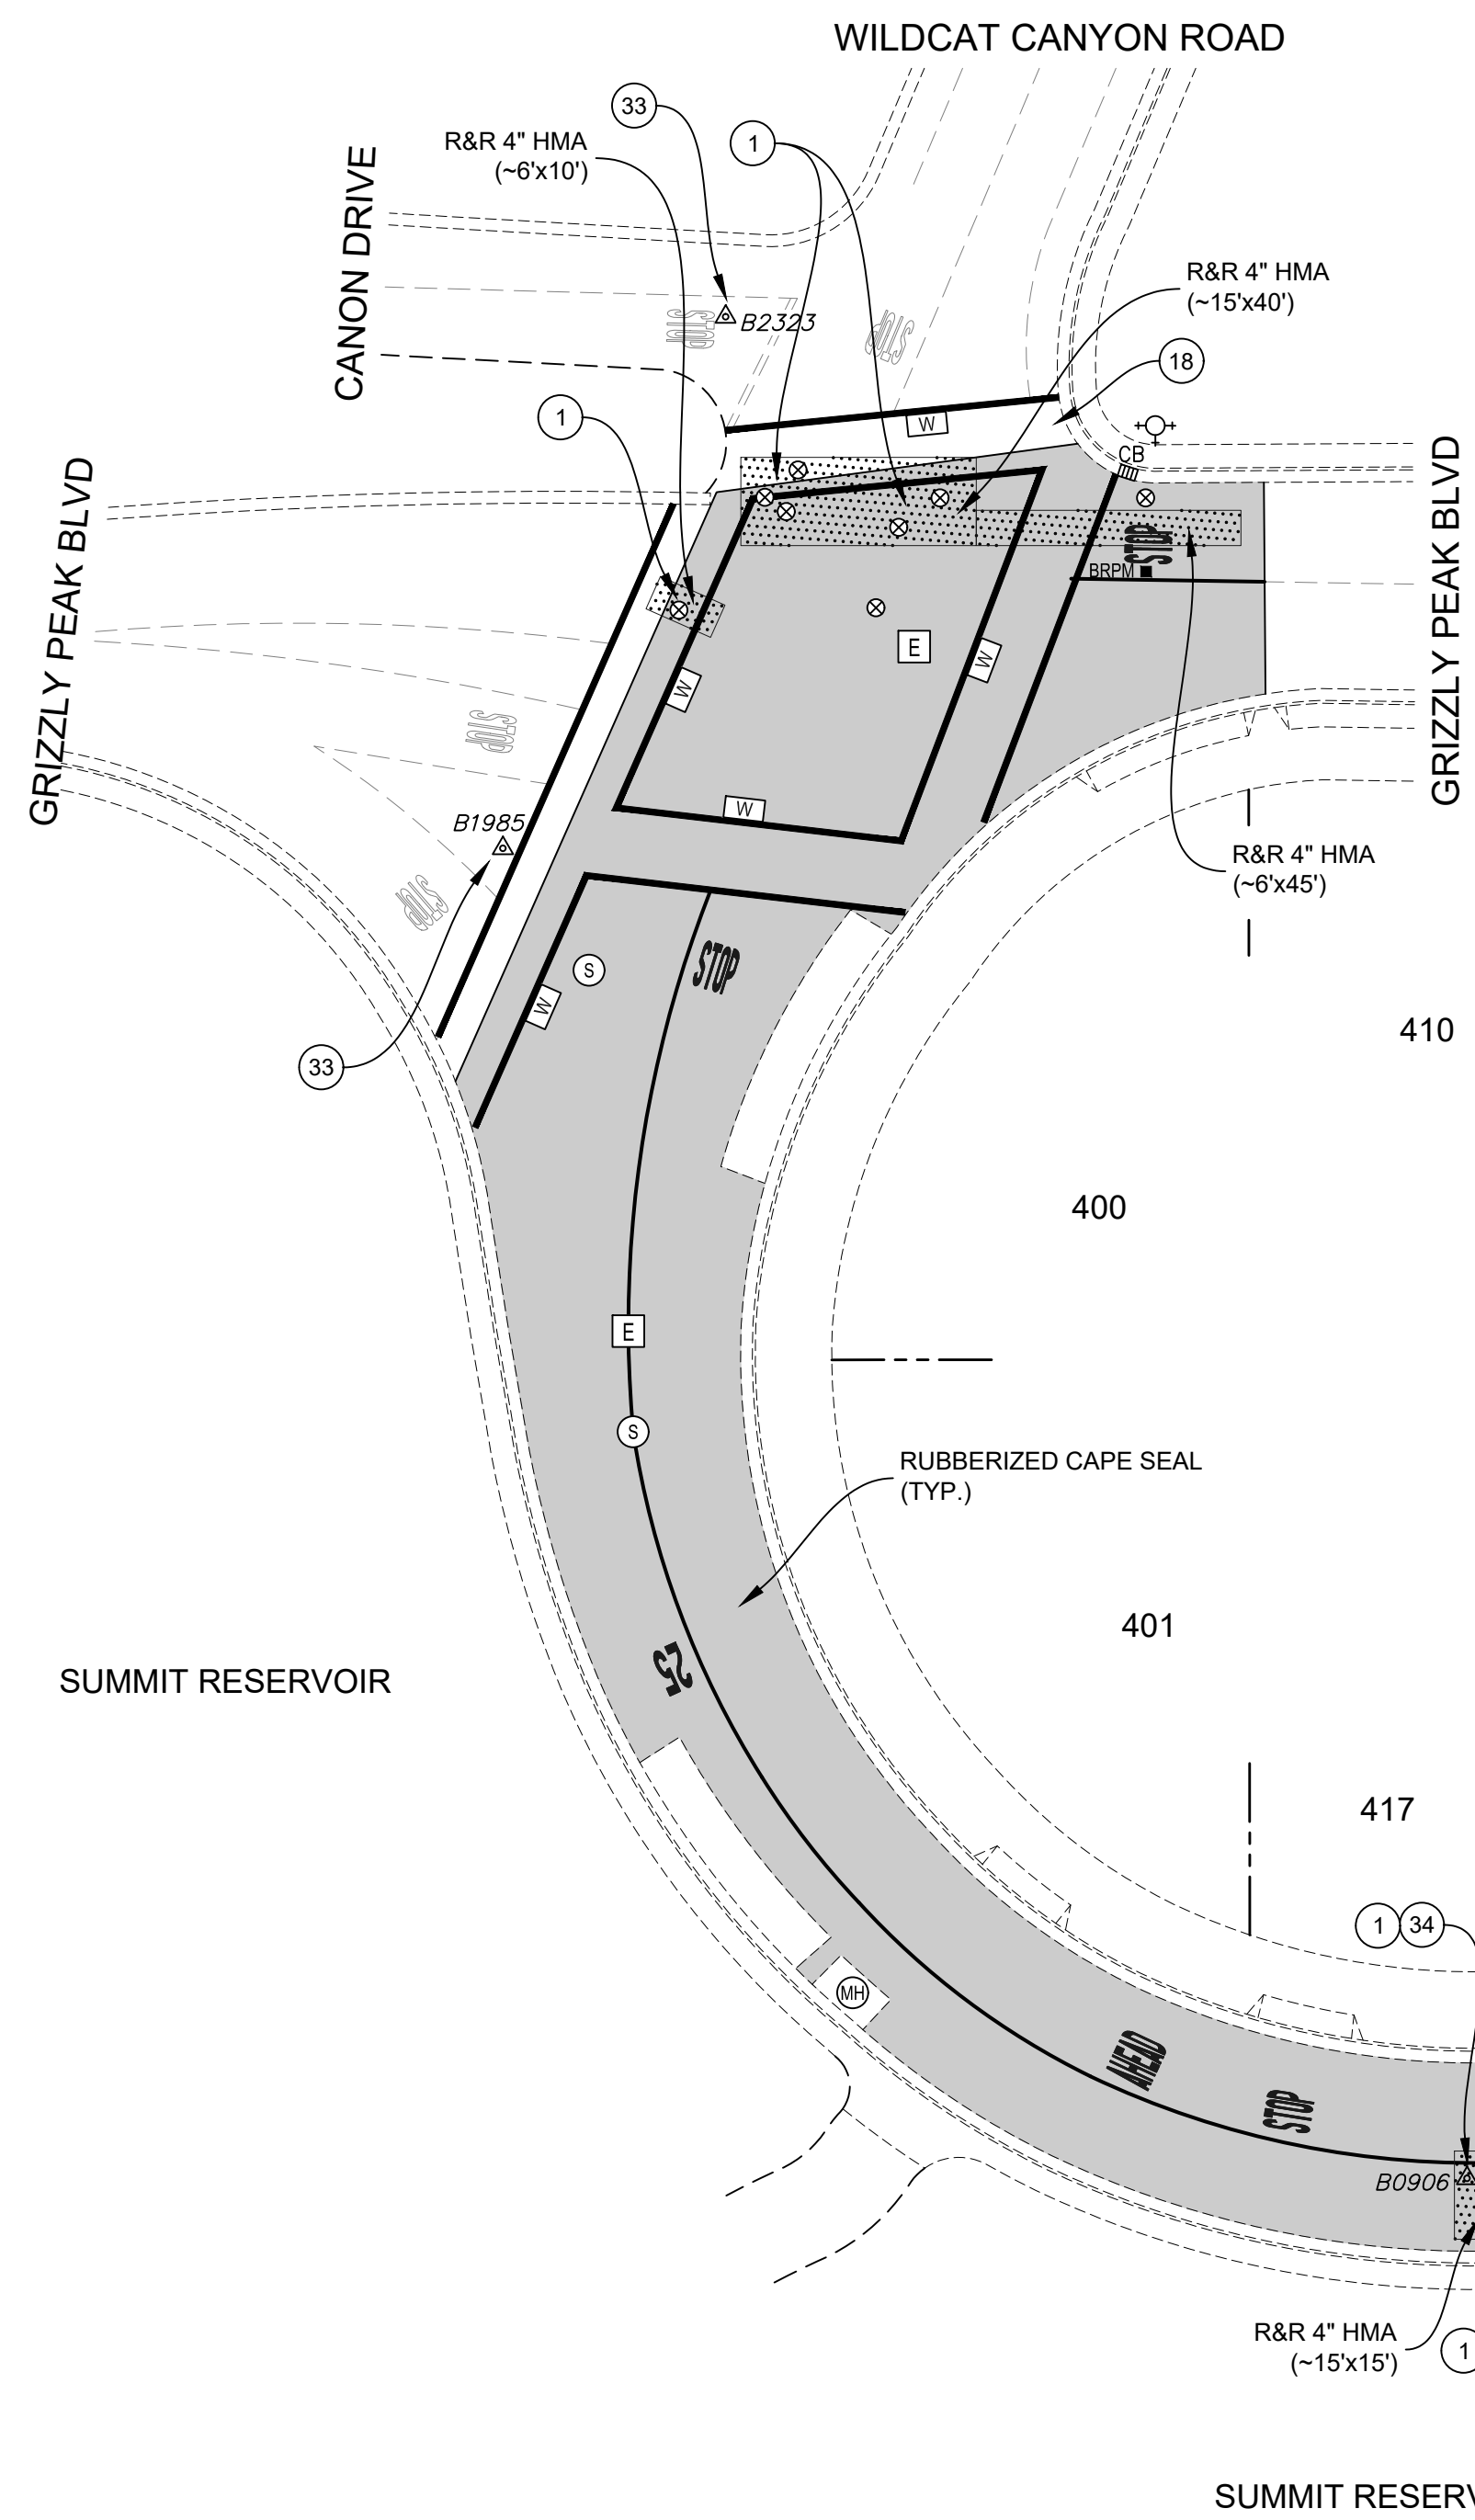 WILDCAT CANYON ROAD
33
R&R 4" HMA
(~6'x10')
1
CANON DRIVE
R&R 4" HMA
(~15'x40')
STOP
B2323
STOP
18
1
W
CB
GRIZZLY PEAK BLVD
GRIZZLY PEAK BLVD
STOP
BRPM
E
W
W
STOP
W
B1985
R&R 4" HMA
(~6'x45')
STOP
STOP
S
W
33
410
400
E
S
RUBBERIZED CAPE SEAL
(TYP.)
401
25
SUMMIT RESERVOIR
417
1
34
MH
AHEAD
STOP
B0906
R&R 4" HMA
(~15'x15')
1
SUMMIT RESERV